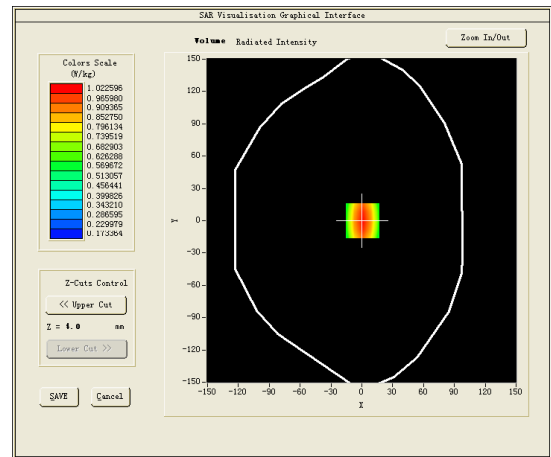 SAR Visualisation Graphical Interface
Volume Radiated Intensity
Zoom In/Out
Colors Scale
(W/kg)
1.022596
0.965980
0.909365
0.852750
0.796134
0.739519
0.682903
0.626288
0.569672
0.513057
0.456441
0.399826
0.343210
0.286595
0.229979
0.173364
Z-Cuts Control
<< Upper Cut
Z = 4.0 mm
Lower Cut >>
SAVE Cancel
150
120
90
60
30
0
-30
-60
-90
-120
-150
Y
-150 -120 -90 -60 -30 0 30 60 90 120 150
X